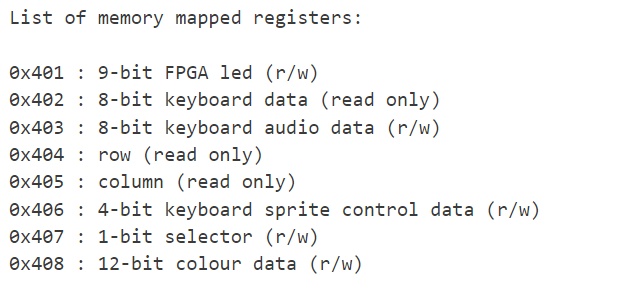 List of memory mapped registers:
0x401 : 9-bit FPGA led (r/w)
0x402 : 8-bit keyboard data (read only)
0x403 : 8-bit keyboard audio data (r/w)
0x404 : row (read only)
0x405 : column (read only)
0x406 : 4-bit keyboard sprite control data (r/w)
0x407 : 1-bit selector (r/w)
0x408 : 12-bit colour data (r/w)